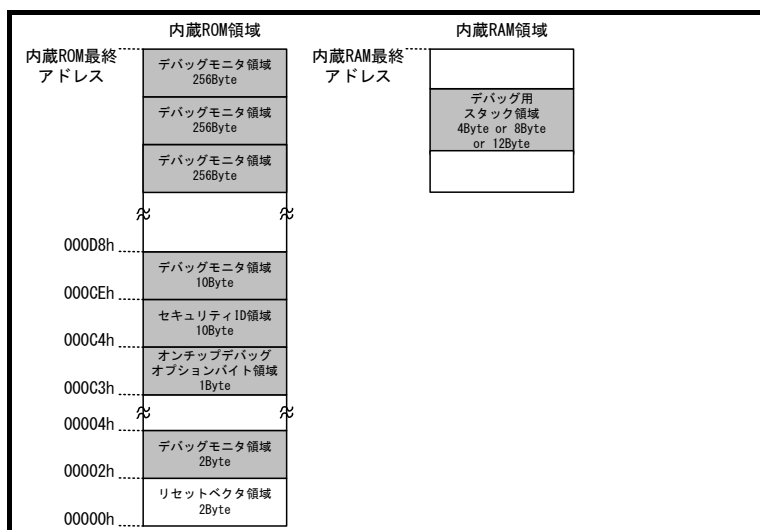 内蔵ROM領域
内蔵ROM最終
アドレス
デバッグモニタ領域
256Byte
デバッグモニタ領域
256Byte
デバッグモニタ領域
256Byte
000D8h
デバッグモニタ領域
10Byte
000CEh
セキュリティID領域
10Byte
000C4h
オンチップデバッグ
オプションバイト領域
1Byte
000C3h
00004h
デバッグモニタ領域
2Byte
00002h
リセットベクタ領域
2Byte
00000h
内蔵RAM領域
内蔵RAM最終
アドレス
デバッグ用
スタック領域
4Byte or 8Byte
or 12Byte